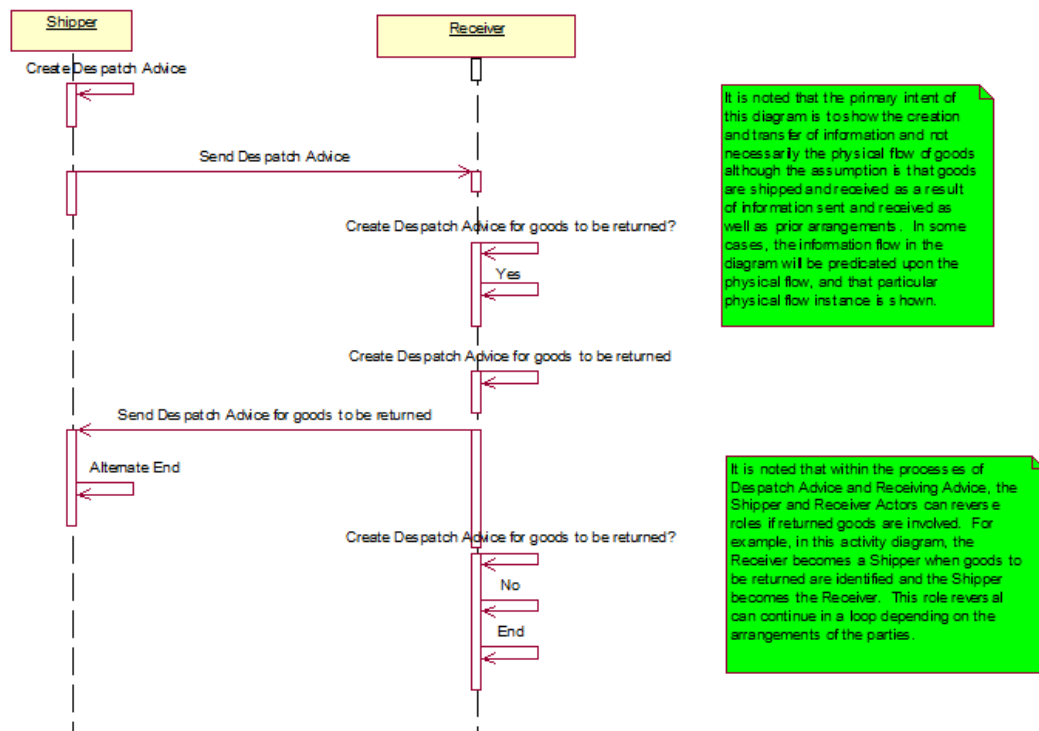 Shipper
Receiver
Create Despatch Advice
Send Despatch Advice
Create Despatch Advice for goods to be returned?
Yes
Create Despatch Advice for goods to be returned
Send Despatch Advice for goods to be returned
Alternate End
Create Despatch Advice for goods to be returned?
No
End
It is noted that the primary intent of
this diagram is to show the creation
and transfer of information and not
necessarily the physical flow of goods
although the assumption is that goods
are shipped and received as a result
of information sent and received as
well as prior arrangements. In some
cases, the information flow in the
diagram will be predicated upon the
physical flow, and that particular
physical flow instance is shown.
It is noted that within the processes of
Despatch Advice and Receiving Advice, the
Shipper and Receiver Actors can reverse
roles if returned goods are involved. For
example, in this activity diagram, the
Receiver becomes a Shipper when goods to
be returned are identified and the Shipper
becomes the Receiver. This role reversal
can continue in a loop depending on the
arrangements of the parties.